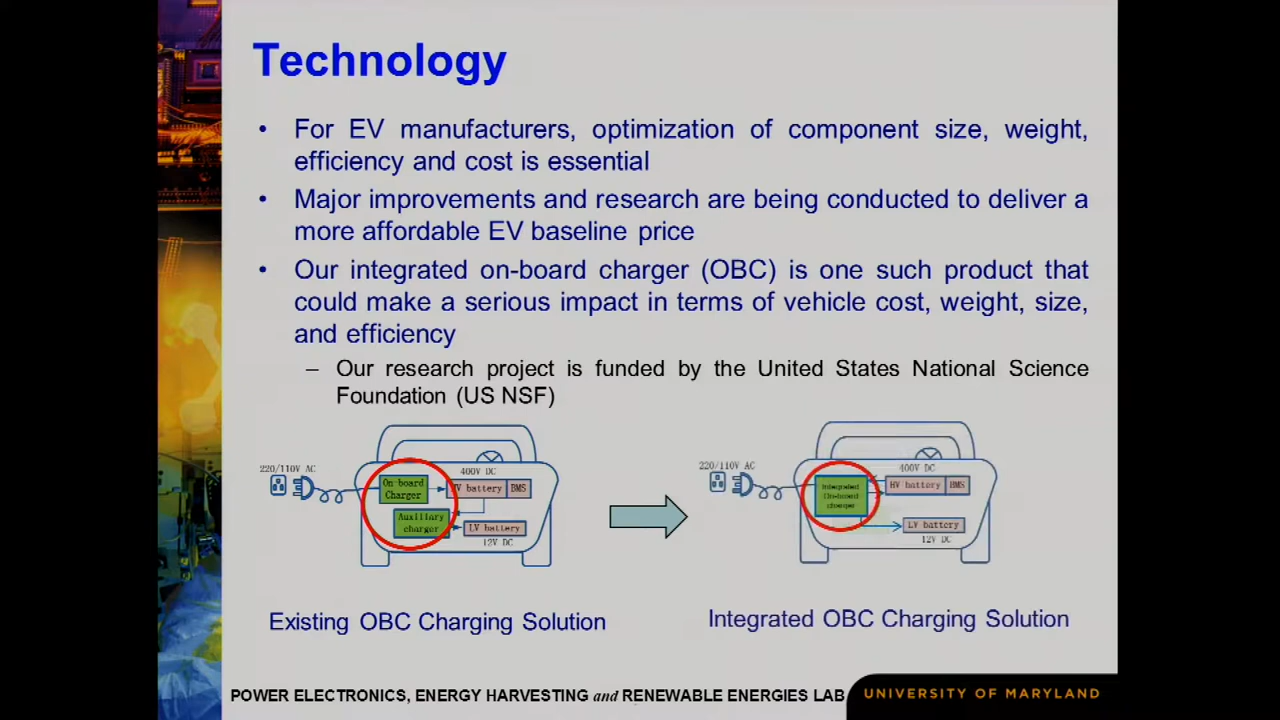 Technology
• For EV manufacturers, optimization of component size, weight,
efficiency and cost is essential
• Major improvements and research are being conducted to deliver a
more affordable EV baseline price
• Our integrated on-board charger (OBC) is one such product that
could make a serious impact in terms of vehicle cost, weight, size,
and efficiency
– Our research project is funded by the United States National Science
Foundation (US NSF)
220/110V AC
400V DC
On-board
Charger
HV battery
BMS
Auxiliary
charger
LV battery
12V DC
220/110V AC
400V DC
Integrated
On-board
charger
HV battery
BMS
LV battery
12V DC
Existing OBC Charging Solution
Integrated OBC Charging Solution
POWER ELECTRONICS, ENERGY HARVESTING and RENEWABLE ENERGIES LAB
UNIVERSITY OF MARYLAND